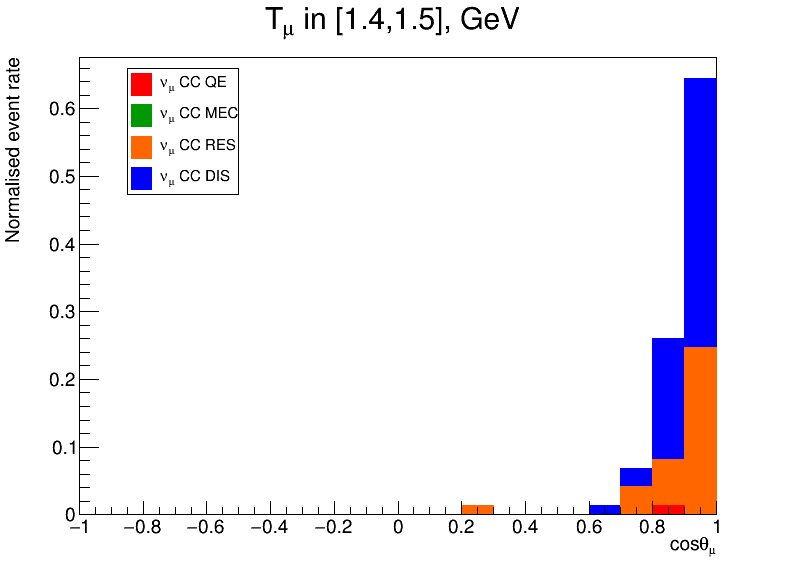 Tμ in [1.4,1.5], GeV
Normalised event rate
νμ CC QE
νμ CC MEC
νμ CC RES
νμ CC DIS
0.6
0.5
0.4
0.3
0.2
0.1
0
−1 −0.8 −0.6 −0.4 −0.2 0 0.2 0.4 0.6 0.8 1
cosθμ